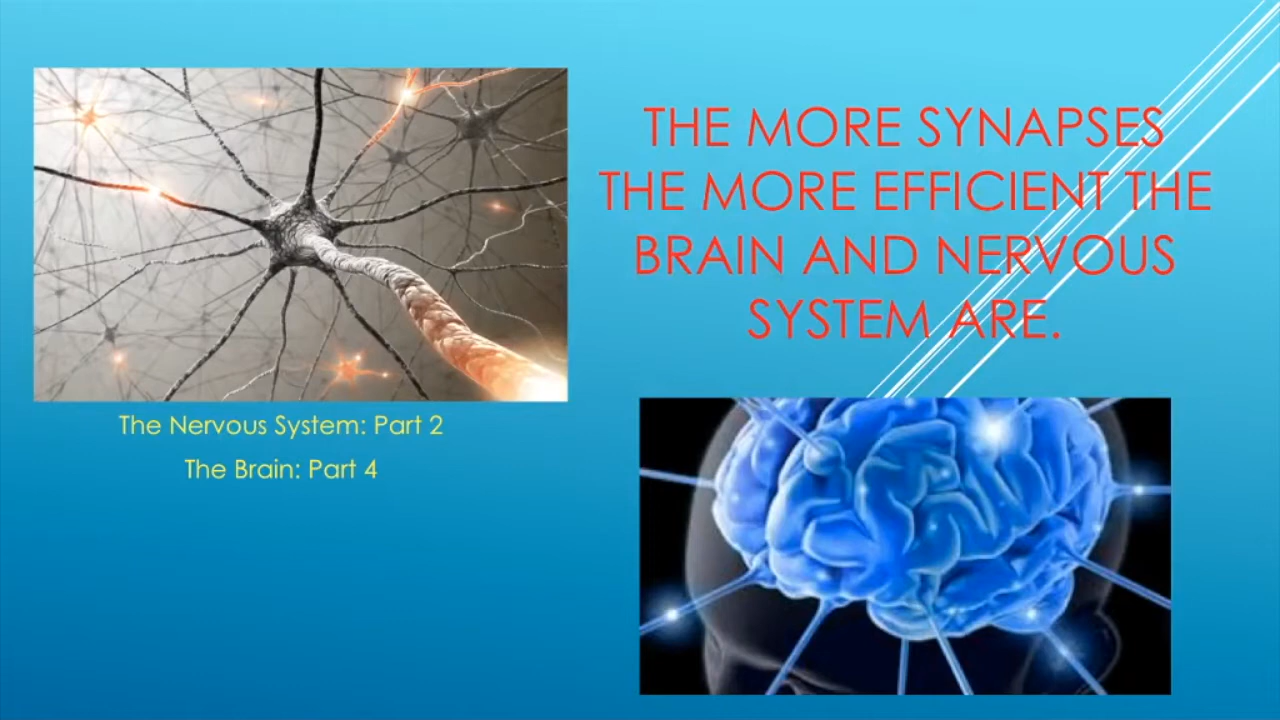 THE MORE SYNAPSES
THE MORE EFFICIENT THE
BRAIN AND NERVOUS
SYSTEM ARE.
The Nervous System: Part 2
The Brain: Part 4